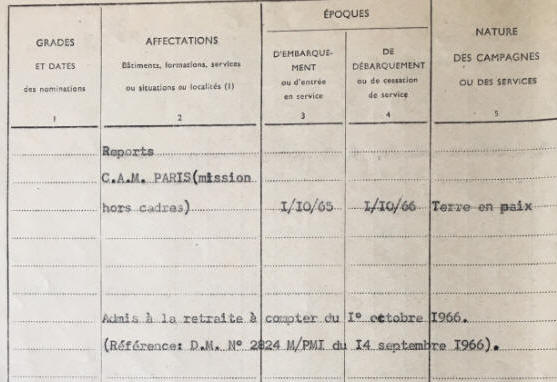 GRADES
ET DATES
des nominations
1
AFFECTATIONS
Bâtiments, formations, services
ou situations ou localités (1)
2
ÉPOQUES
D'EMBARQUE-
MENT
ou d'entrée
en service
3
DE
DÉBARQUEMENT
ou de cessation
de service
4
NATURE
DES CAMPAGNES
OU DES SERVICES
5
Reports
C.A.M. PARIS(mission
hors cadres) I/IO/65 I/IO/66 Terre en paix
Admis à la retraite à compter du I° octobre I966.
(Référence: D.M. N° 2824 M/PMI du I4 septembre I966).